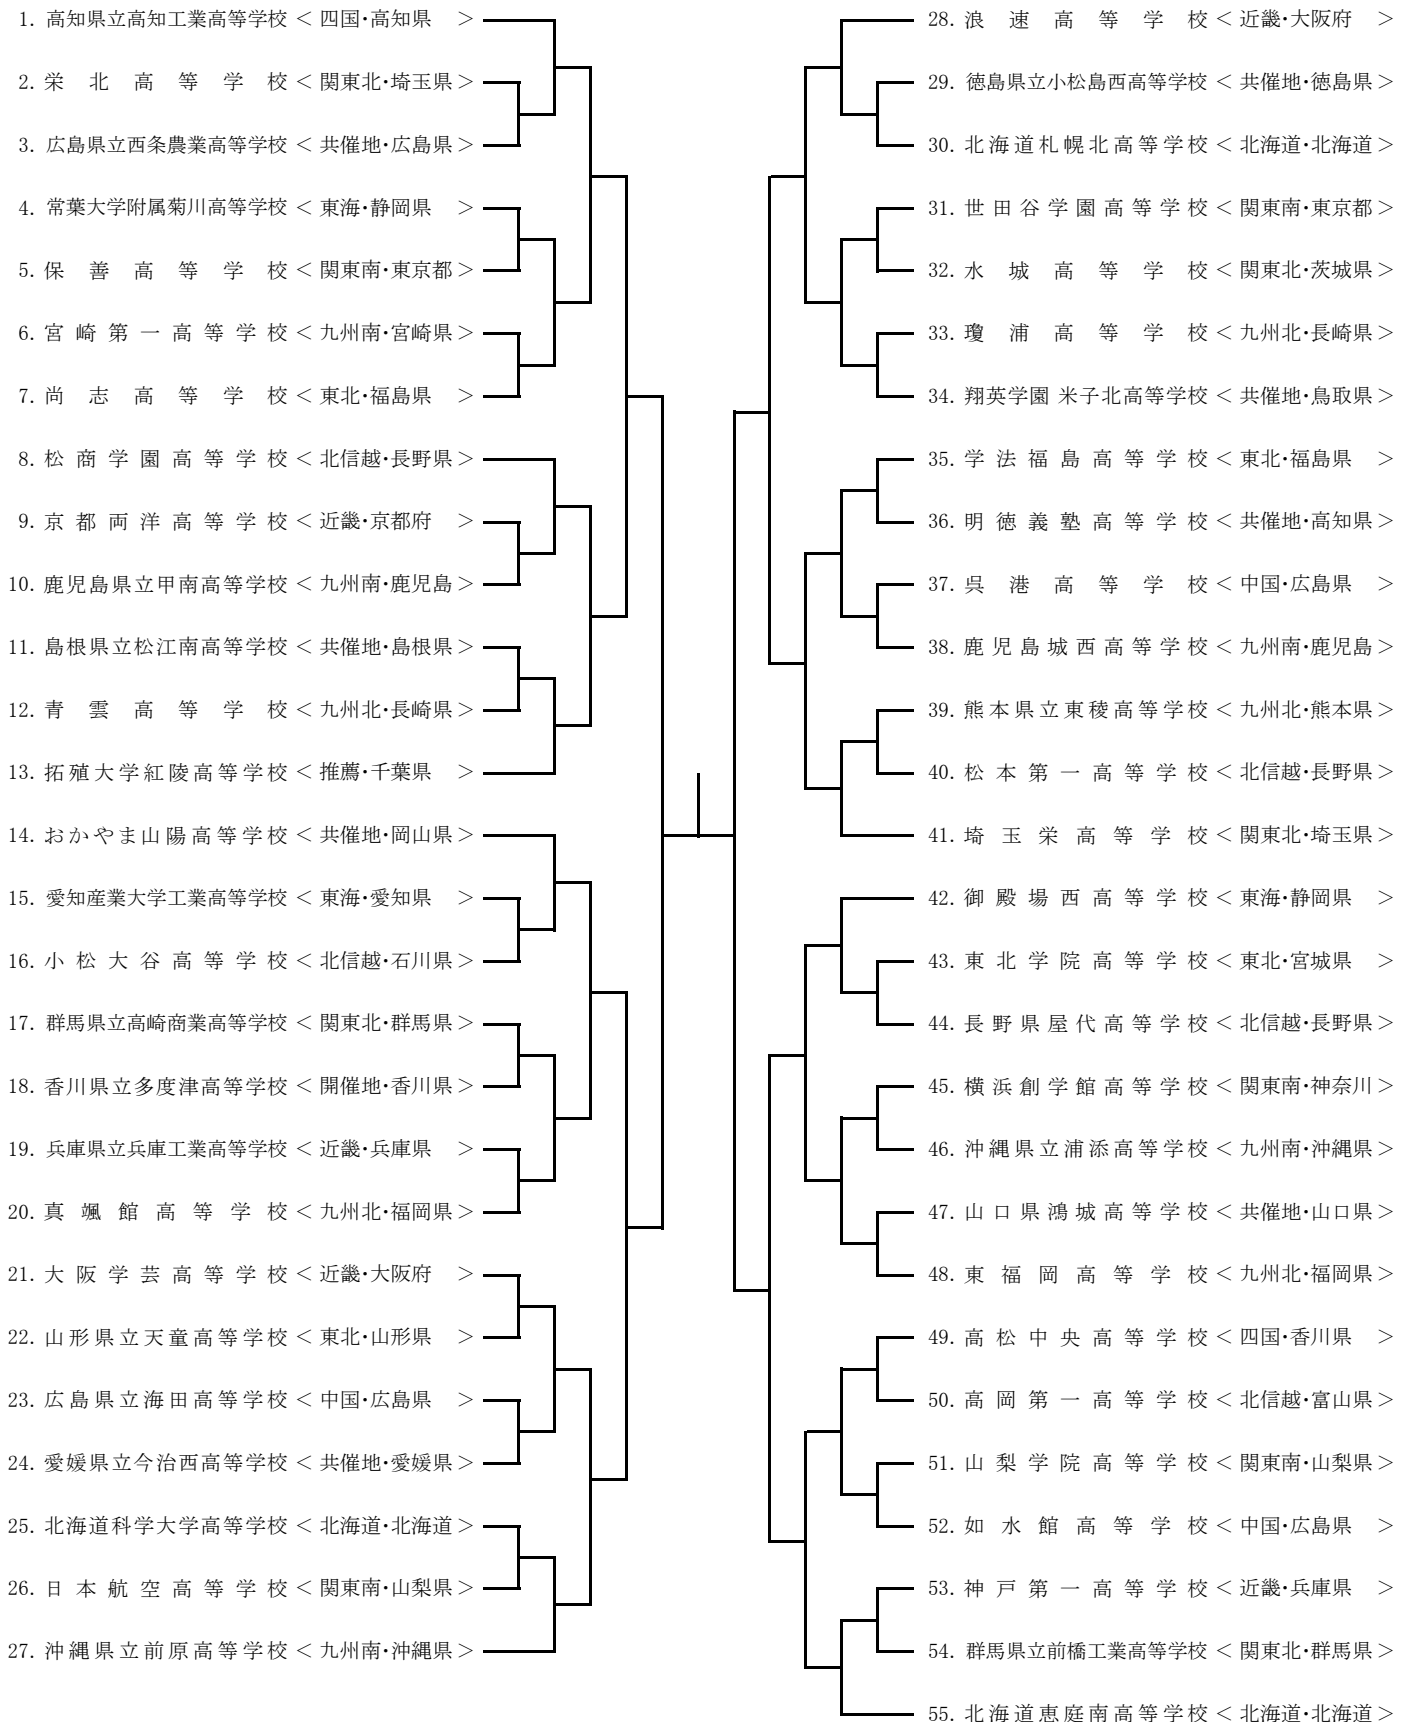 1. 高知県立高知工業高等学校 < 四国・高知県 >
2. 栄北高等学校 < 関東北・埼玉県 >
3. 広島県立西条農業高等学校 < 共催地・広島県 >
4. 常葉大学附属菊川高等学校 < 東海・静岡県 >
5. 保善高等学校 < 関東南・東京都 >
6. 宮崎第一高等学校 < 九州南・宮崎県 >
7. 尚志高等学校 < 東北・福島県 >
8. 松商学園高等学校 < 北信越・長野県 >
9. 京都両洋高等学校 < 近畿・京都府 >
10. 鹿児島県立甲南高等学校 < 九州南・鹿児島 >
11. 島根県立松江南高等学校 < 共催地・島根県 >
12. 青雲高等学校 < 九州北・長崎県 >
13. 拓殖大学紅陵高等学校 < 推薦・千葉県 >
14. おかやま山陽高等学校 < 共催地・岡山県 >
15. 愛知産業大学工業高等学校 < 東海・愛知県 >
16. 小松大谷高等学校 < 北信越・石川県 >
17. 群馬県立高崎商業高等学校 < 関東北・群馬県 >
18. 香川県立多度津高等学校 < 開催地・香川県 >
19. 兵庫県立兵庫工業高等学校 < 近畿・兵庫県 >
20. 真颯館高等学校 < 九州北・福岡県 >
21. 大阪学芸高等学校 < 近畿・大阪府 >
22. 山形県立天童高等学校 < 東北・山形県 >
23. 広島県立海田高等学校 < 中国・広島県 >
24. 愛媛県立今治西高等学校 < 共催地・愛媛県 >
25. 北海道科学大学高等学校 < 北海道・北海道 >
26. 日本航空高等学校 < 関東南・山梨県 >
27. 沖縄県立前原高等学校 < 九州南・沖縄県 >
28. 浪速高等学校 < 近畿・大阪府 >
29. 徳島県立小松島西高等学校 < 共催地・徳島県 >
30. 北海道札幌北高等学校 < 北海道・北海道 >
31. 世田谷学園高等学校 < 関東南・東京都 >
32. 水城高等学校 < 関東北・茨城県 >
33. 瓊浦高等学校 < 九州北・長崎県 >
34. 翔英学園 米子北高等学校 < 共催地・鳥取県 >
35. 学法福島高等学校 < 東北・福島県 >
36. 明徳義塾高等学校 < 共催地・高知県 >
37. 呉港高等学校 < 中国・広島県 >
38. 鹿児島城西高等学校 < 九州南・鹿児島 >
39. 熊本県立東稜高等学校 < 九州北・熊本県 >
40. 松本第一高等学校 < 北信越・長野県 >
41. 埼玉栄高等学校 < 関東北・埼玉県 >
42. 御殿場西高等学校 < 東海・静岡県 >
43. 東北学院高等学校 < 東北・宮城県 >
44. 長野県屋代高等学校 < 北信越・長野県 >
45. 横浜創学館高等学校 < 関東南・神奈川 >
46. 沖縄県立浦添高等学校 < 九州南・沖縄県 >
47. 山口県鴻城高等学校 < 共催地・山口県 >
48. 東福岡高等学校 < 九州北・福岡県 >
49. 高松中央高等学校 < 四国・香川県 >
50. 高岡第一高等学校 < 北信越・富山県 >
51. 山梨学院高等学校 < 関東南・山梨県 >
52. 如水館高等学校 < 中国・広島県 >
53. 神戸第一高等学校 < 近畿・兵庫県 >
54. 群馬県立前橋工業高等学校 < 関東北・群馬県 >
55. 北海道恵庭南高等学校 < 北海道・北海道 >